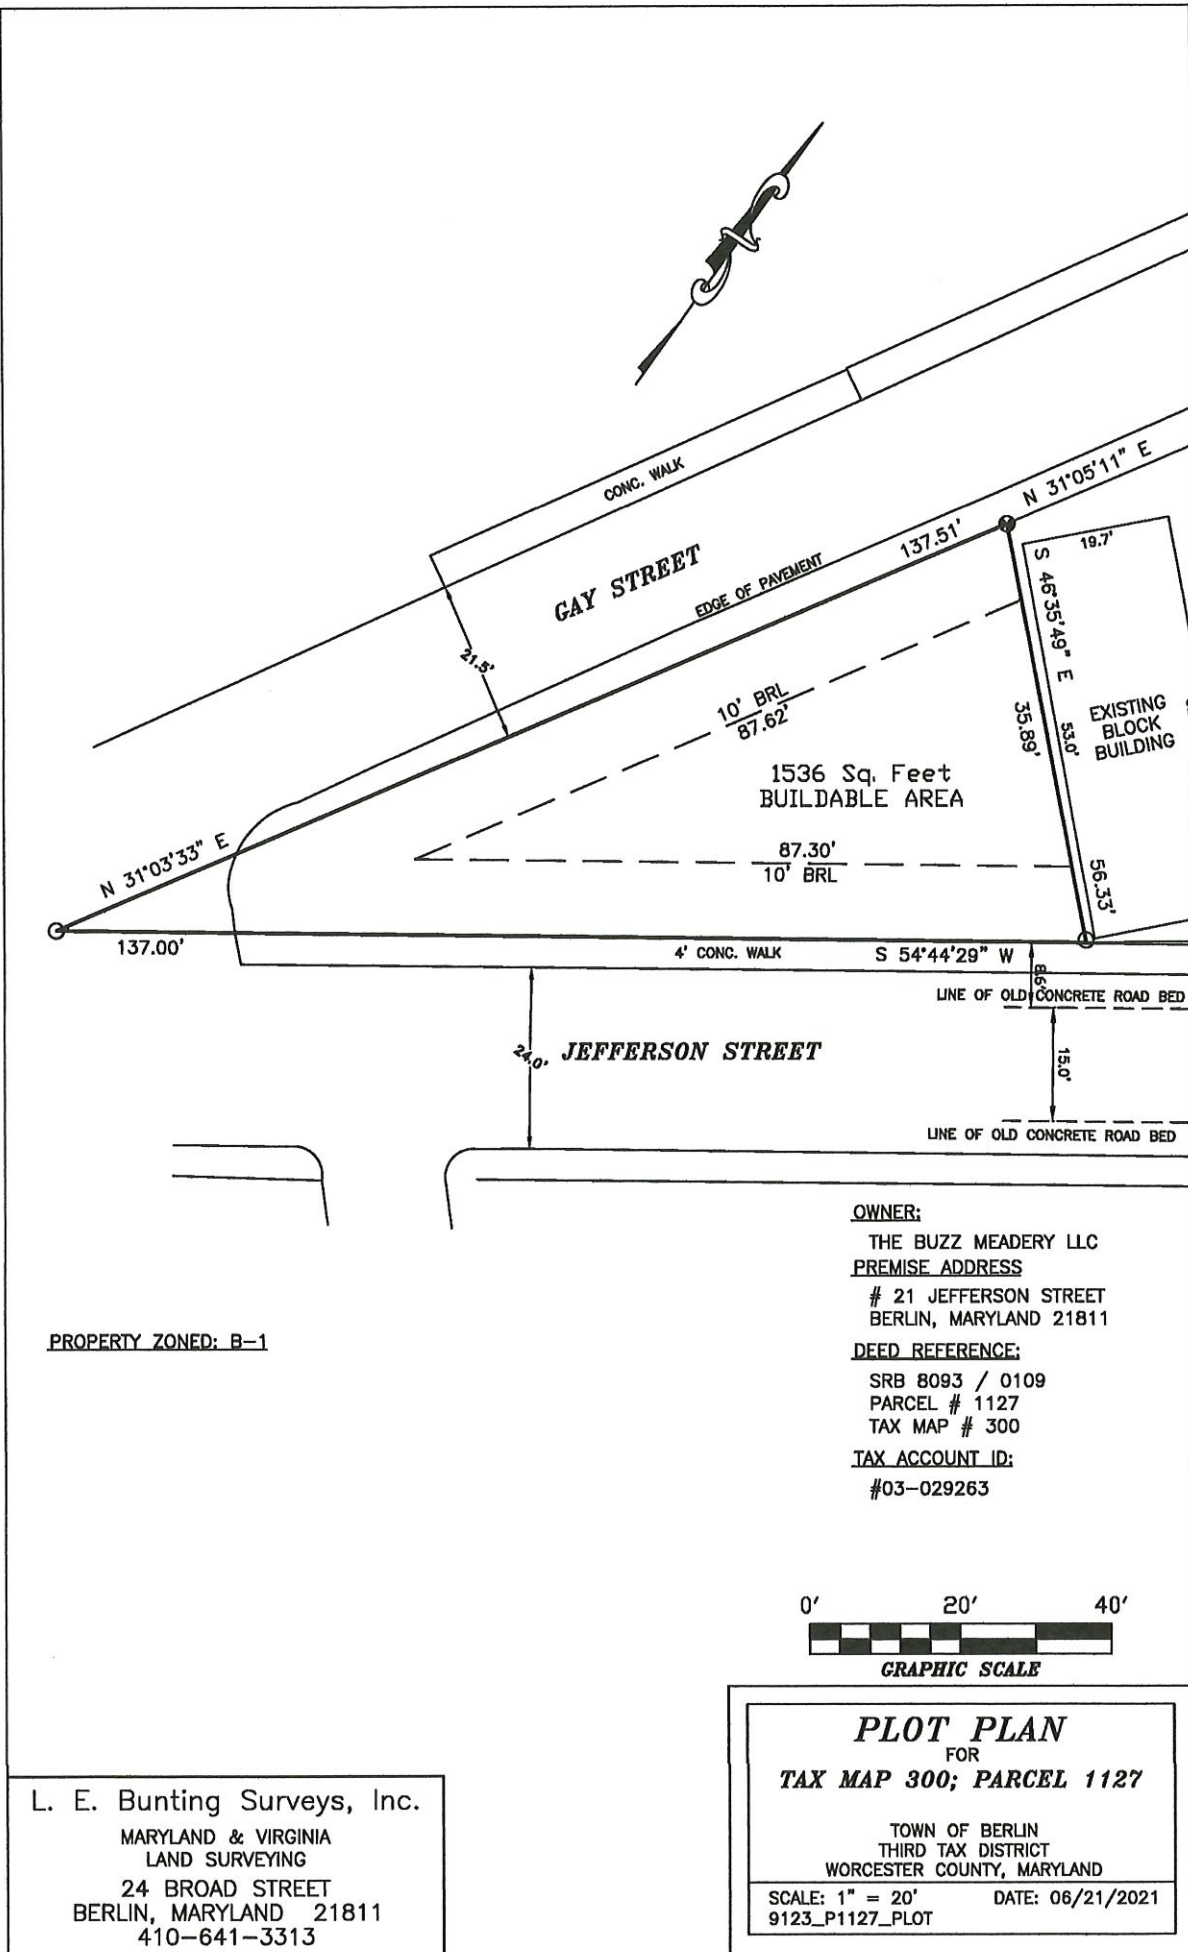 CONC. WALK
GAY STREET
21.5'
EDGE OF PAVEMENT
137.51'
N 31°05'11" E
19.7'
S 46°35'49" E
56.33'
35.89'
53.0'
EXISTING
BLOCK
BUILDING
10' BRL
87.62'
1536 Sq. Feet
BUILDABLE AREA
87.30'
10' BRL
N 31°03'33" E
137.00'
4' CONC. WALK
S 54°44'29" W
8.6'
LINE OF OLD CONCRETE ROAD BED
24.0'
JEFFERSON STREET
15.0'
LINE OF OLD CONCRETE ROAD BED
OWNER:
THE BUZZ MEADERY LLC
PREMISE ADDRESS
# 21 JEFFERSON STREET
BERLIN, MARYLAND 21811
PROPERTY ZONED: B-1
DEED REFERENCE:
SRB 8093 / 0109
PARCEL # 1127
TAX MAP # 300
TAX ACCOUNT ID:
#03-029263
0' 20' 40'
GRAPHIC SCALE
PLOT PLAN
FOR
TAX MAP 300; PARCEL 1127
TOWN OF BERLIN
THIRD TAX DISTRICT
WORCESTER COUNTY, MARYLAND
SCALE: 1" = 20' DATE: 06/21/2021
9123_P1127_PLOT
L. E. Bunting Surveys, Inc.
MARYLAND & VIRGINIA
LAND SURVEYING
24 BROAD STREET
BERLIN, MARYLAND 21811
410-641-3313